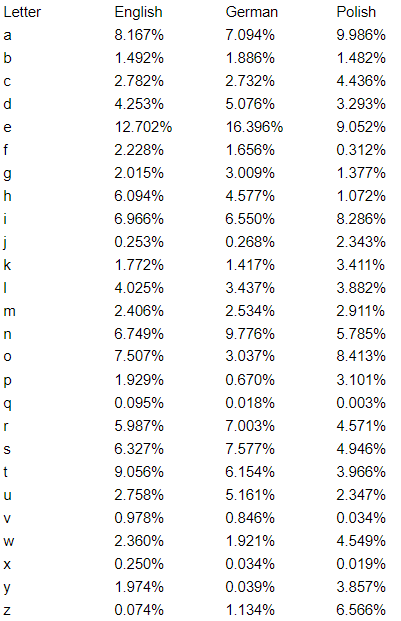 Letter English German Polish
a 8.167% 7.094% 9.986%
b 1.492% 1.886% 1.482%
c 2.782% 2.732% 4.436%
d 4.253% 5.076% 3.293%
e 12.702% 16.396% 9.052%
f 2.228% 1.656% 0.312%
g 2.015% 3.009% 1.377%
h 6.094% 4.577% 1.072%
i 6.966% 6.550% 8.286%
j 0.253% 0.268% 2.343%
k 1.772% 1.417% 3.411%
l 4.025% 3.437% 3.882%
m 2.406% 2.534% 2.911%
n 6.749% 9.776% 5.785%
o 7.507% 3.037% 8.413%
p 1.929% 0.670% 3.101%
q 0.095% 0.018% 0.003%
r 5.987% 7.003% 4.571%
s 6.327% 7.577% 4.946%
t 9.056% 6.154% 3.966%
u 2.758% 5.161% 2.347%
v 0.978% 0.846% 0.034%
w 2.360% 1.921% 4.549%
x 0.250% 0.034% 0.019%
y 1.974% 0.039% 3.857%
z 0.074% 1.134% 6.566%